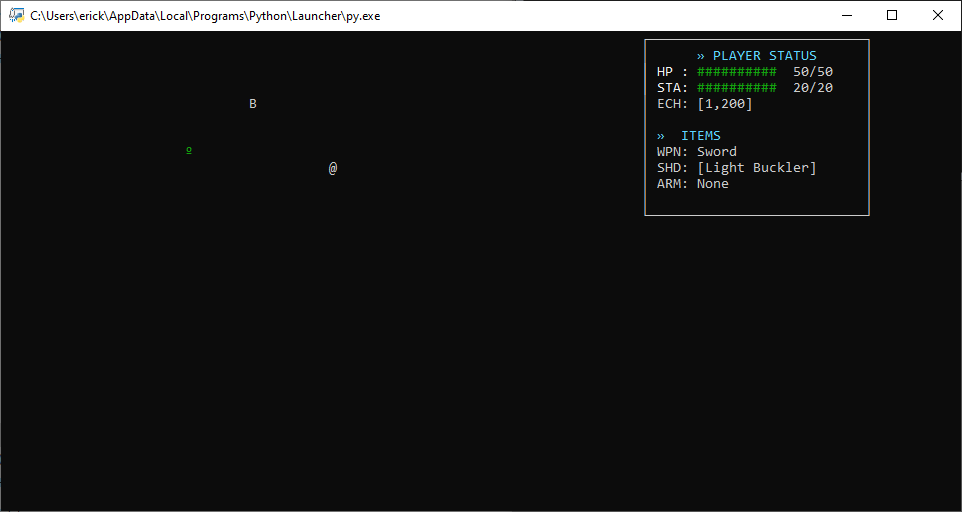 C:\Users\erick\AppData\Local\Programs\Python\Launcher\py.exe
» PLAYER STATUS
HP : ########## 50/50
STA: ########## 20/20
B
ECH: [1,200]
» ITEMS
º
WPN: Sword
@
SHD: [Light Buckler]
ARM: None